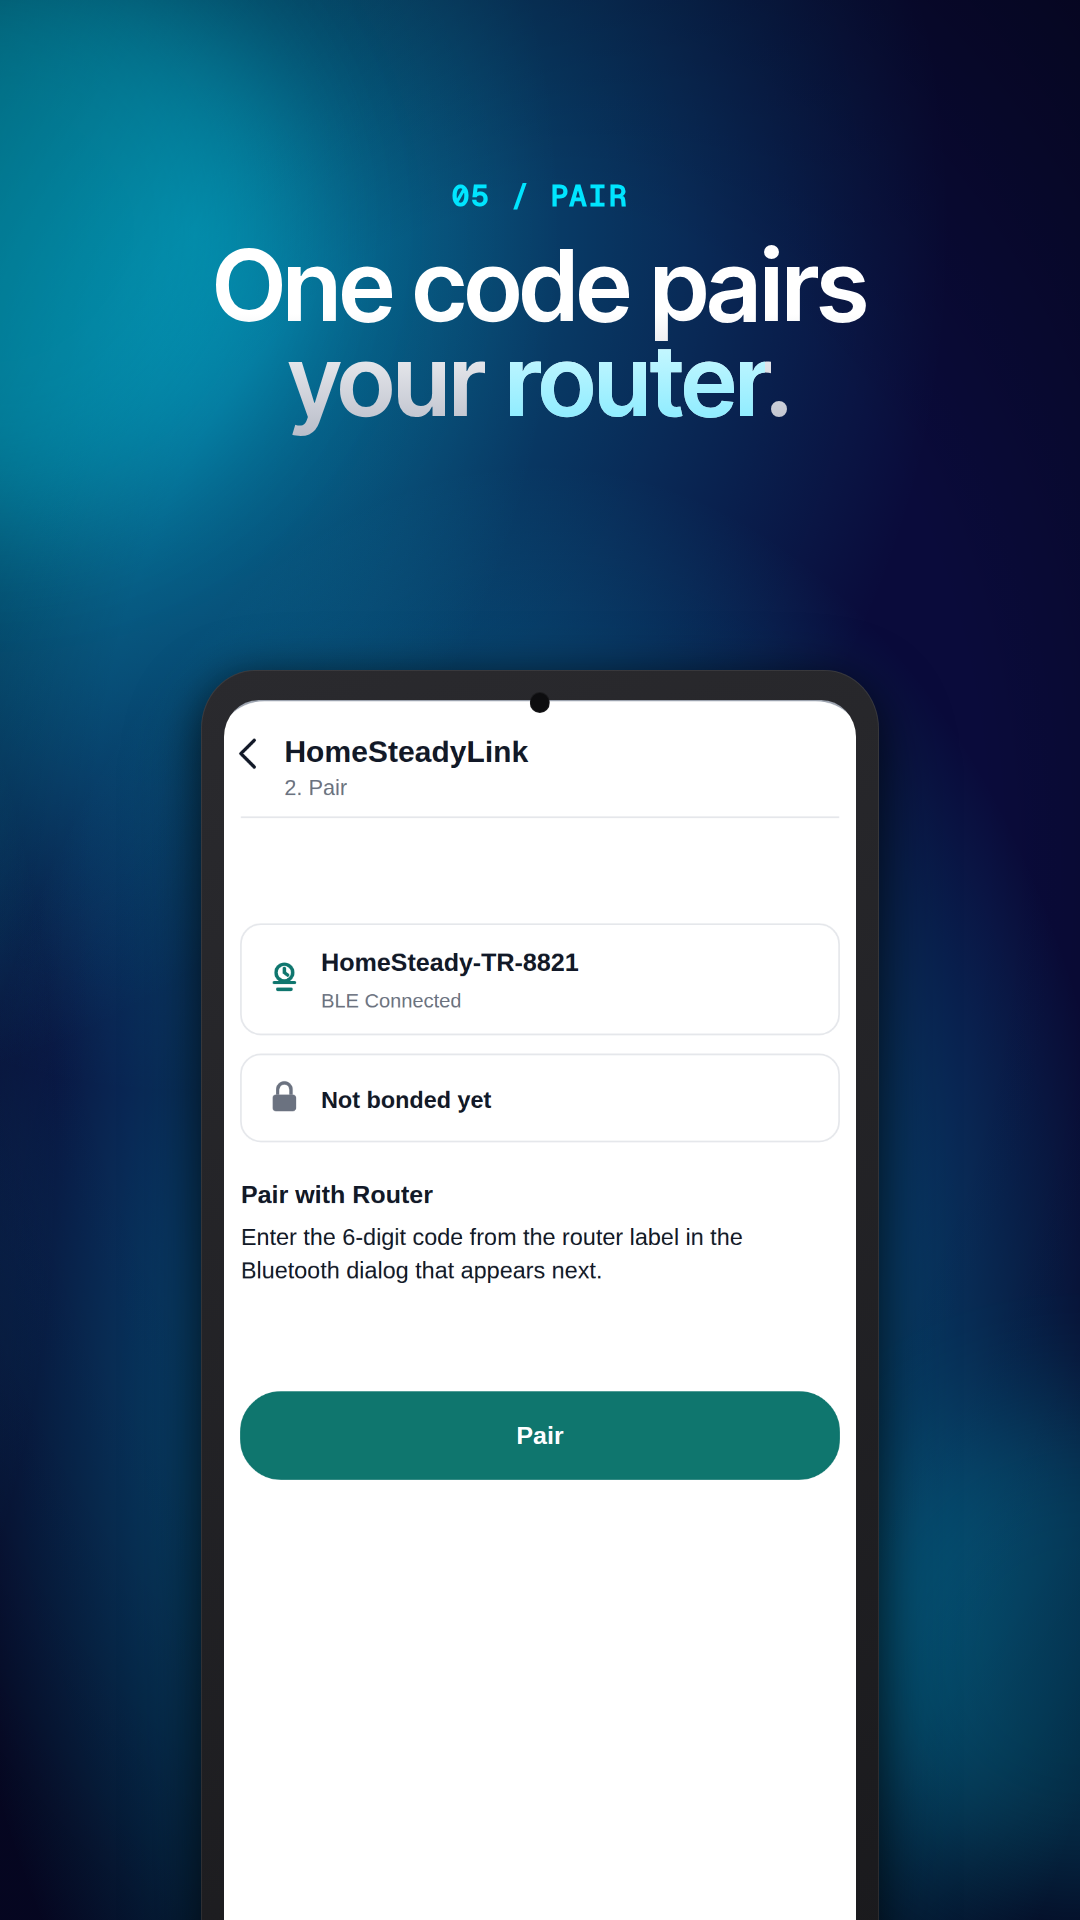 05 / PAIR
One code pairs
your router.
HomeSteadyLink
2. Pair
HomeSteady-TR-8821
BLE Connected
Not bonded yet
Pair with Router
Enter the 6-digit code from the router label in the
Bluetooth dialog that appears next.
Pair